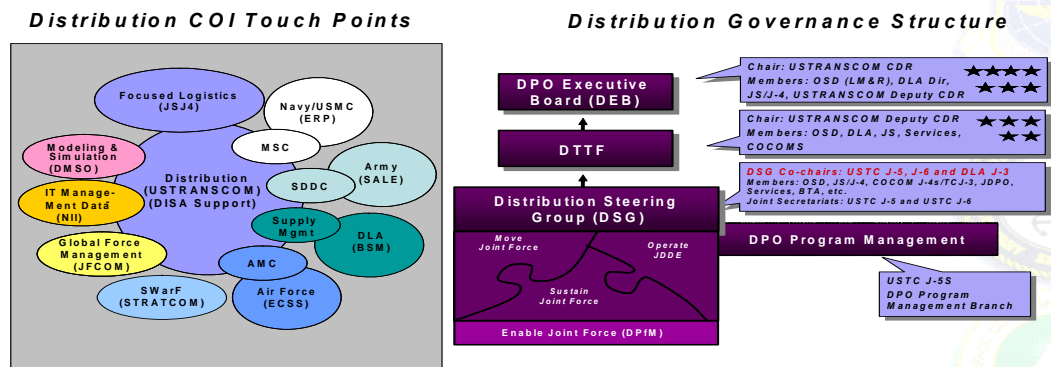 Distribution COI Touch Points
Focused Logistics
(JSJ4)
Navy/USMC
(ERP)
MSC
Modeling &
Simulation
(DMSO)
Distribution
(USTRANSCOM)
(DISA Support)
Army
(SALE)
SDDC
IT Manage-
ment Data
(NII)
Supply
Mgmt
DLA
(BSM)
Global Force
Management
(JFCOM)
AMC
SWarF
(STRATCOM)
Air Force
(ECSS)
Distribution Governance Structure
DPO Executive
Board (DEB)
Chair: USTRANSCOM CDR
Members: OSD (LM&R), DLA Dir,
JS/J-4, USTRANSCOM Deputy CDR
DTTF
Chair: USTRANSCOM Deputy CDR
Members: OSD, DLA, JS, Services,
COCOMS
Distribution Steering
Group (DSG)
DSG Co-chairs: USTC J-5, J-6 and DLA J-3
Members: OSD, JS/J-4, COCOM J-4s/TCJ-3, JDPO,
Services, BTA, etc.
Joint Secretariats: USTC J-5 and USTC J-6
Move
Joint Force
Operate
JDDE
Sustain
Joint Force
Enable Joint Force (DPfM)
DPO Program Management
USTC J-5S
DPO Program
Management Branch